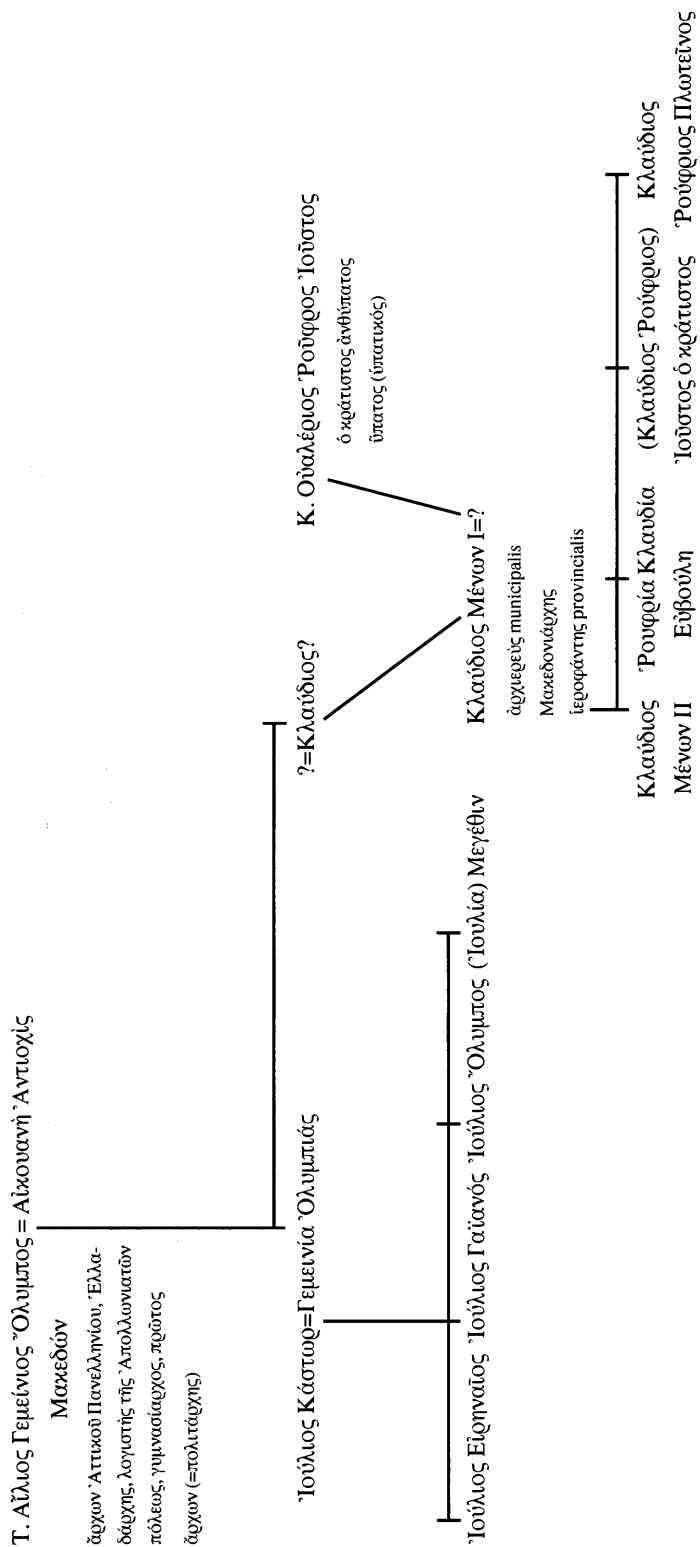 Τ. Αἴλιος Γεμείνιος Ὄλυμπος = Αἰκουανὴ Ἀντιοχὶς
Μακεδών
ἄρχων Ἀττικοῦ Πανελληνίου, Ἑλλα-
δάρχης, λογιστὴς τῆς Ἀπολλωνιατῶν
πόλεως, γυμνασίαρχος, πρῶτος
ἄρχων (=πολιτάρχης)
Ἰούλιος Κάστωρ=Γεμεινία Ὀλυμπιάς
?=Κλαύδιος?
Κ. Οὐαλέριος Ῥοῦφρος Ἰοῦστος
ὁ κράτιστος ἀνθύπατος
ὕπατος (ὑπατικός)
Ἰούλιος Εἰρηναῖος Ἰούλιος Γαϊανός Ἰούλιος Ὄλυμπος (Ἰουλία) Μεγέθιν
Κλαύδιος Μένων Ι=?
ἀρχιερεὺς municipalis
Μακεδονιάρχης
ἱεροφάντης provincialis
Κλαύδιος Ῥουφρία Κλαυδία (Κλαύδιος Ῥούφριος) Κλαύδιος
Μένων ΙΙ Εὐβούλη Ἰοῦστος ὁ κράτιστος Ῥούφριος Πλωτεῖνος